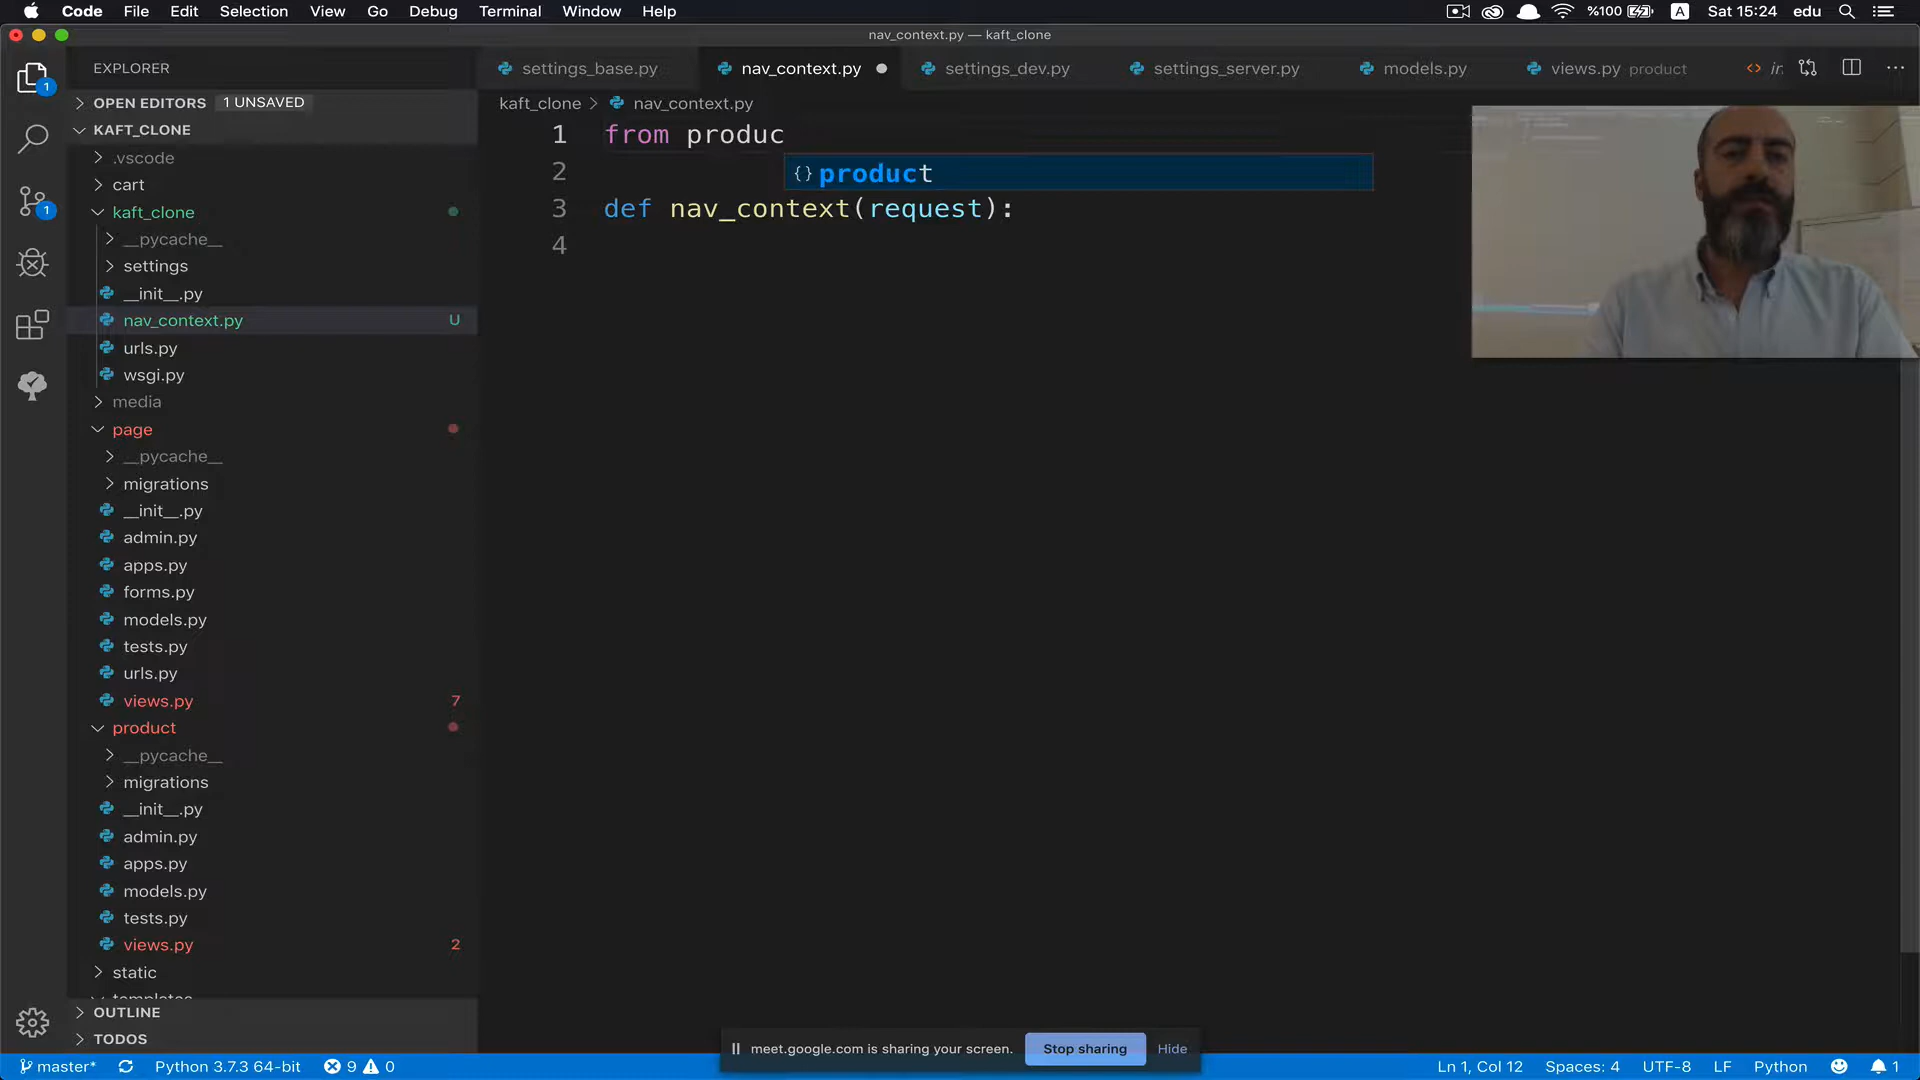 Code File Edit Selection View Go Debug Terminal Window Help %100 A Sat 15:24 edu
nav_context.py — kaft_clone
EXPLORER
settings_base.py nav_context.py settings_dev.py settings_server.py models.py views.py product
OPEN EDITORS 1 UNSAVED
KAFT_CLONE
.vscode
cart
kaft_clone
__pycache__
settings
__init__.py
nav_context.py U
urls.py
wsgi.py
media
page
__pycache__
migrations
__init__.py
admin.py
apps.py
forms.py
models.py
tests.py
urls.py
views.py 7
product
__pycache__
migrations
__init__.py
admin.py
apps.py
models.py
tests.py
views.py 2
static
templates
OUTLINE
TODOS
1
1
kaft_clone > nav_context.py
1 from produc
2
{} product
3 def nav_context(request):
4
meet.google.com is sharing your screen. Stop sharing Hide
master* Python 3.7.3 64-bit 9 0 Ln 1, Col 12 Spaces: 4 UTF-8 LF Python 1